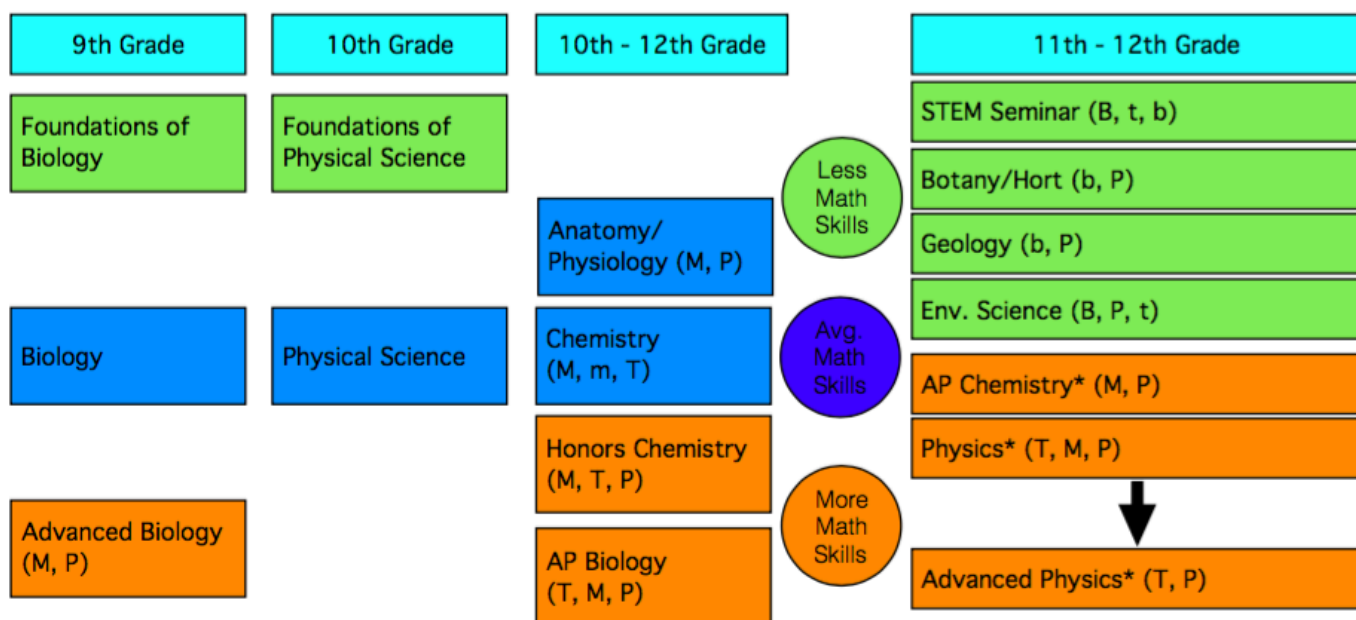 9th Grade
10th Grade
10th - 12th Grade
11th - 12th Grade
Foundations of
Biology
Foundations of
Physical Science
Anatomy/
Physiology (M, P)
Less
Math
Skills
STEM Seminar (B, t, b)
Botany/Hort (b, P)
Geology (b, P)
Env. Science (B, P, t)
Biology
Physical Science
Chemistry
(M, m, T)
Avg.
Math
Skills
AP Chemistry* (M, P)
Physics* (T, M, P)
Honors Chemistry
(M, T, P)
Advanced Biology
(M, P)
AP Biology
(T, M, P)
More
Math
Skills
Advanced Physics* (T, P)